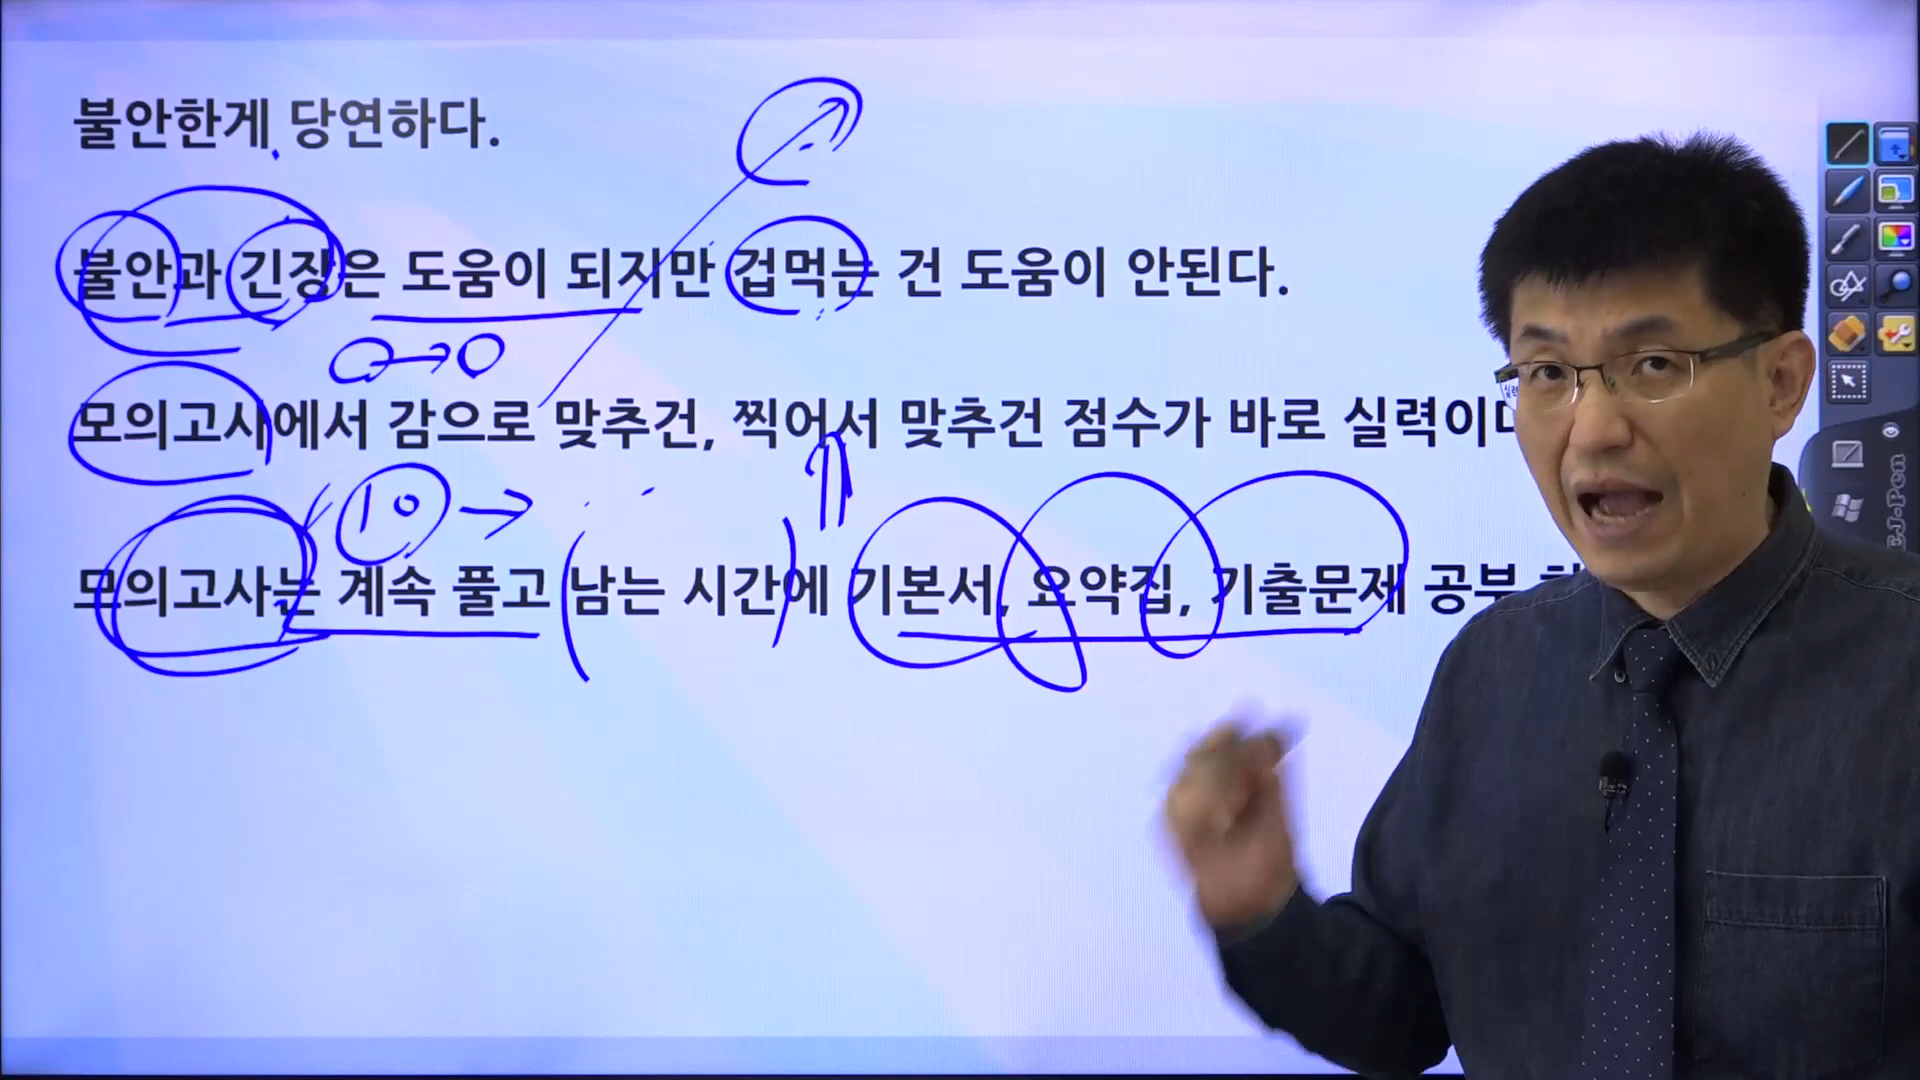 불안한게 당연하다.
불안과 긴장은 도움이 되지만 겁먹는 건 도움이 안된다.
모의고사에서 감으로 맞추건, 찍어서 맞추건 점수가 바로 실력이다
10
모의고사는 계속 풀고 남는 시간에 기본서, 요약집, 기출문제 공부
EJ-Pen